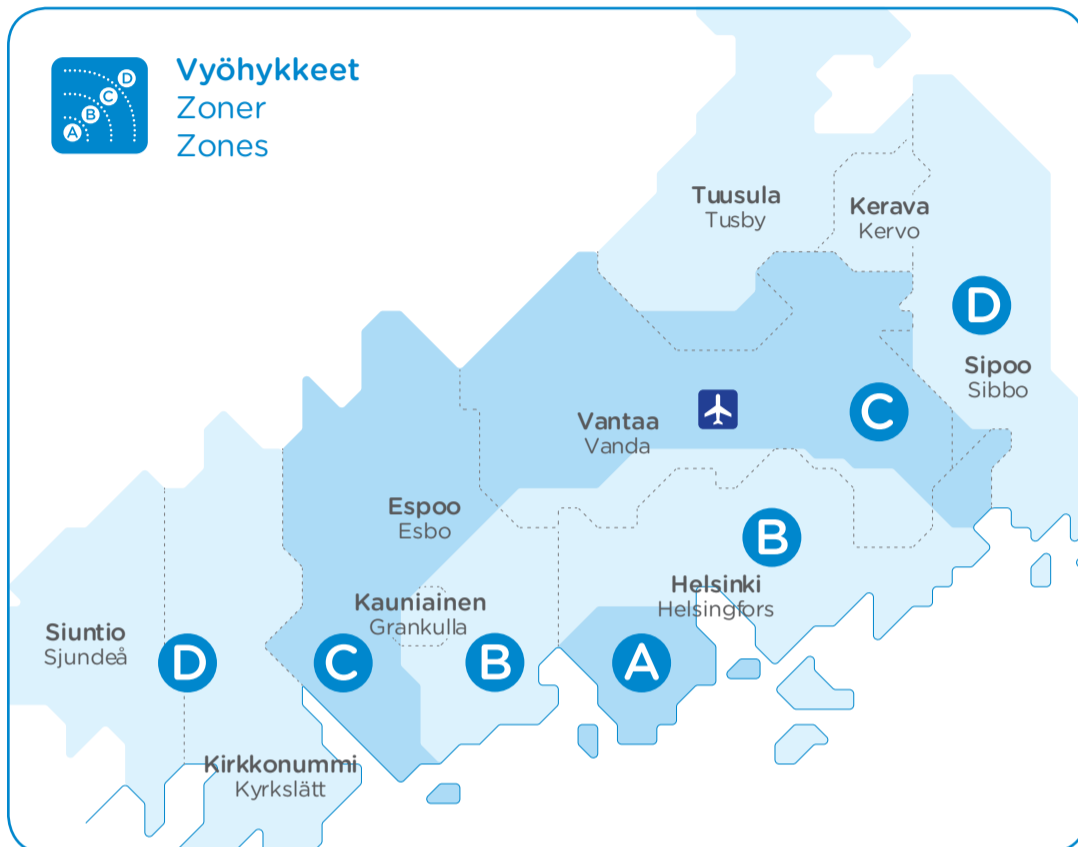 D
C
B
A
Vyöhykkeet
Zoner
Zones
Tuusula
Tusby
Kerava
Kervo
D
Sipoo
Sibbo
C
Vantaa
Vanda
Espoo
Esbo
B
Helsinki
Helsingfors
Kauniainen
Grankulla
Siuntio
Sjundeå
D
C
B
A
Kirkkonummi
Kyrkslätt